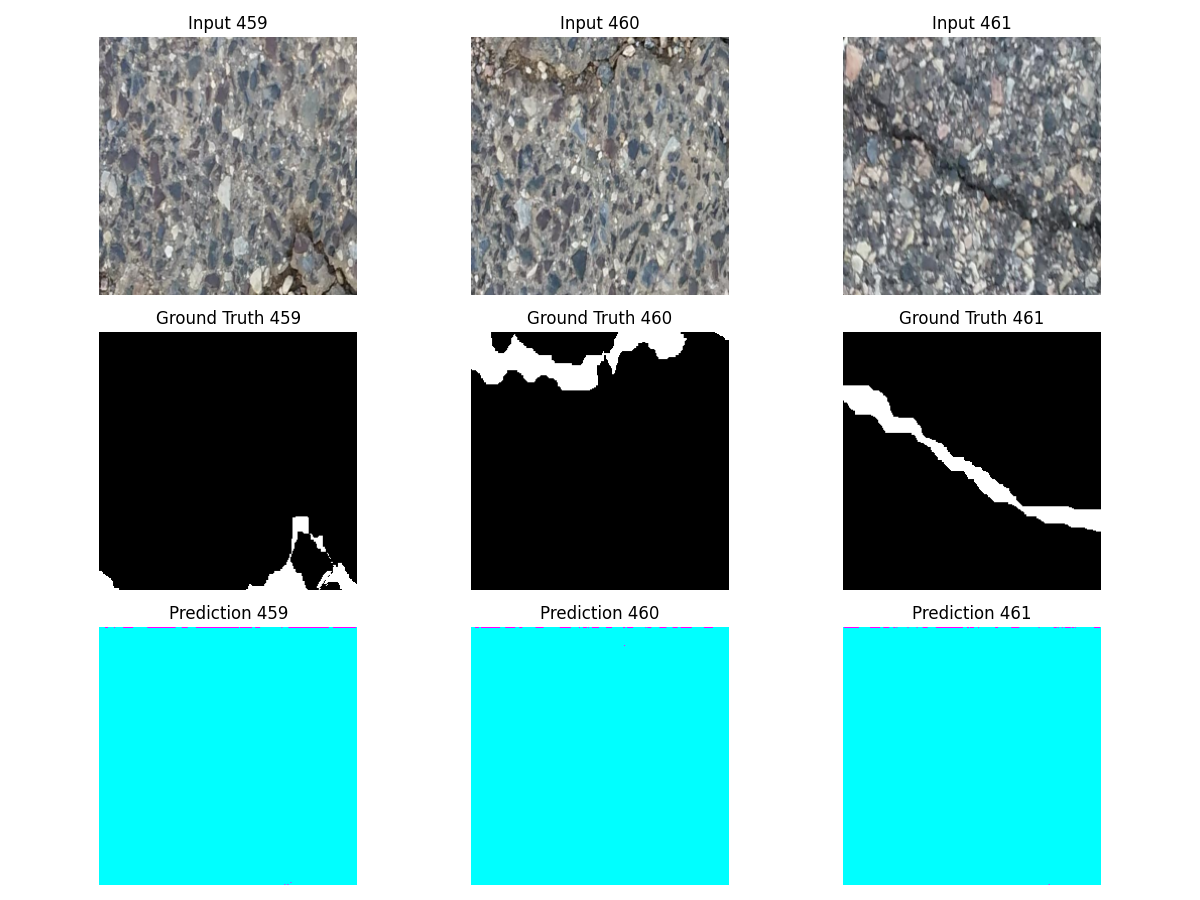 Input 459
Input 460
Input 461
Ground Truth 459
Ground Truth 460
Ground Truth 461
Prediction 459
Prediction 460
Prediction 461